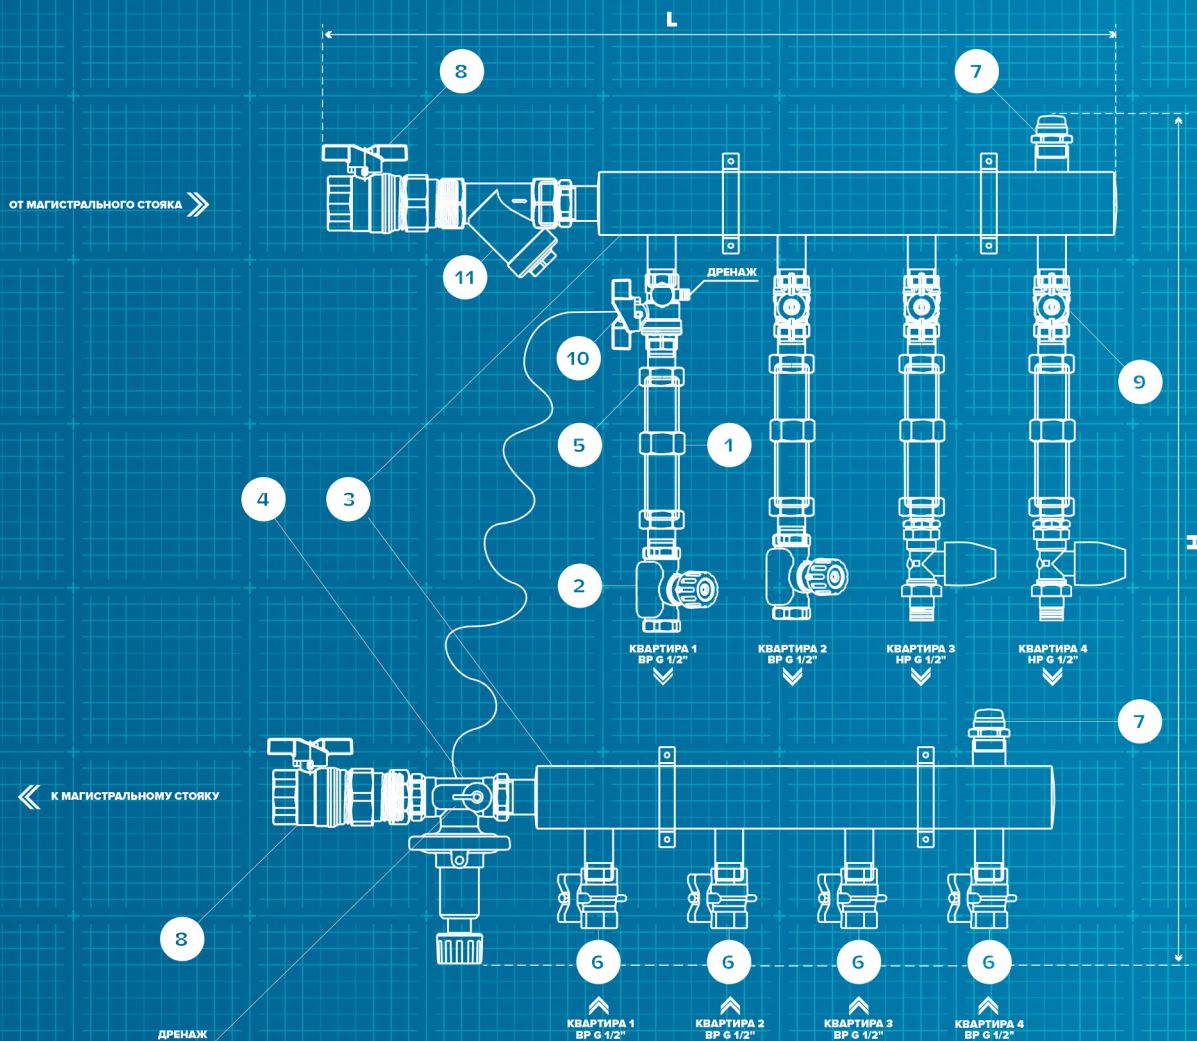 L
8
7
ОТ МАГИСТРАЛЬНОГО СТОЯКА
11
ДРЕНАЖ
10
9
5
1
4
3
H
2
КВАРТИРА 1
ВР G 1/2"
КВАРТИРА 2
ВР G 1/2"
КВАРТИРА 3
НР G 1/2"
КВАРТИРА 4
НР G 1/2"
7
К МАГИСТРАЛЬНОМУ СТОЯКУ
8
6
6
6
6
ДРЕНАЖ
КВАРТИРА 1
ВР G 1/2"
КВАРТИРА 2
ВР G 1/2"
КВАРТИРА 3
ВР G 1/2"
КВАРТИРА 4
ВР G 1/2"